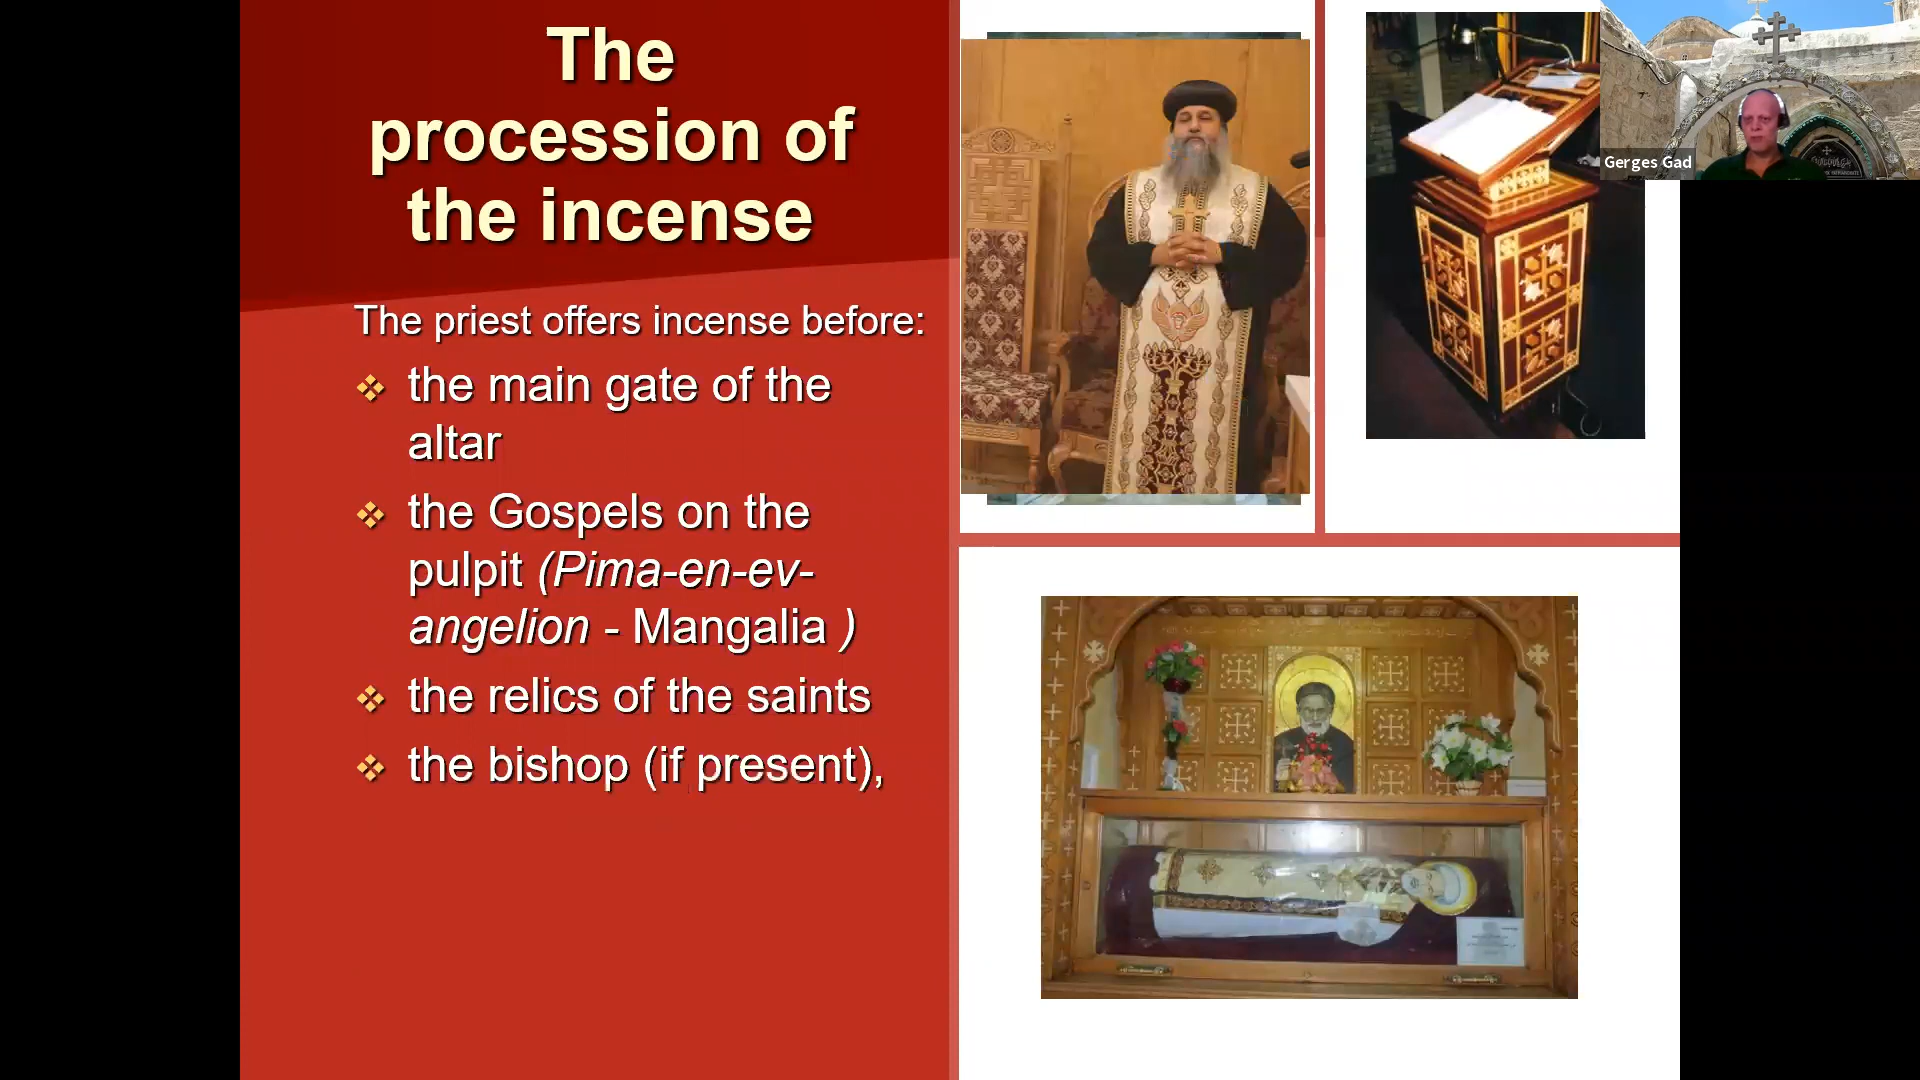 The
procession of
the incense
The priest offers incense before:
❖ the main gate of the
altar
❖ the Gospels on the
pulpit (Pima-en-ev-
angelion - Mangalia )
❖ the relics of the saints
❖ the bishop (if present),
Gerges Gad